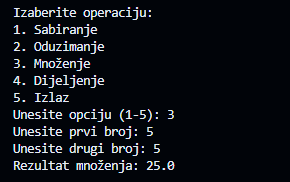 Izaberite operaciju:
1. Sabiranje
2. Oduzimanje
3. Množenje
4. Dijeljenje
5. Izlaz
Unesite opciju (1-5): 3
Unesite prvi broj: 5
Unesite drugi broj: 5
Rezultat množenja: 25.0